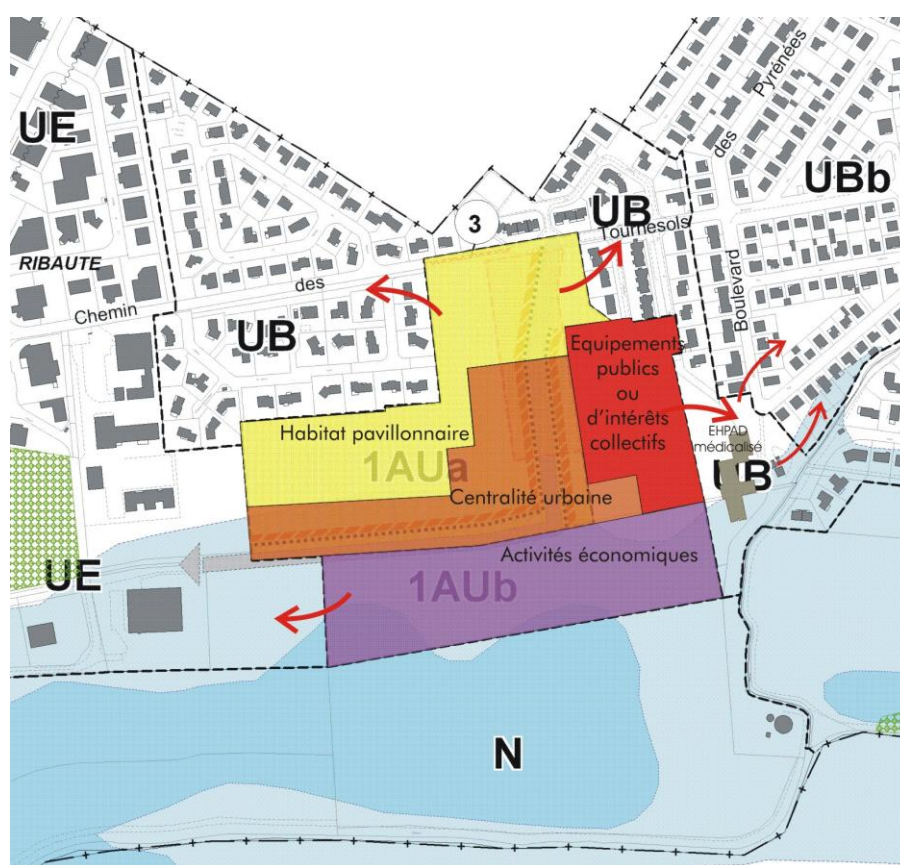 UE
Pyrénées
des
UBb
3
UB
Tournesols
RIBAUTE
des
Chemin
Boulevard
UB
Equipements
publics
ou
d'intérêts
collectifs
Habitat pavillonnaire
EHPAD
médicalisé
1AUa
UB
Centralité urbaine
Activités économiques
UE
1AUb
N